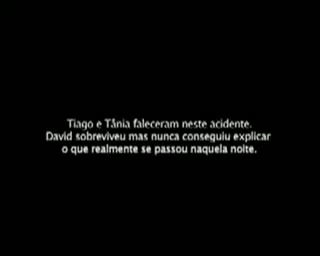 Tiago e Tânia faleceram neste acidente.
David sobreviveu mas nunca conseguiu explicar
o que realmente se passou naquela noite.